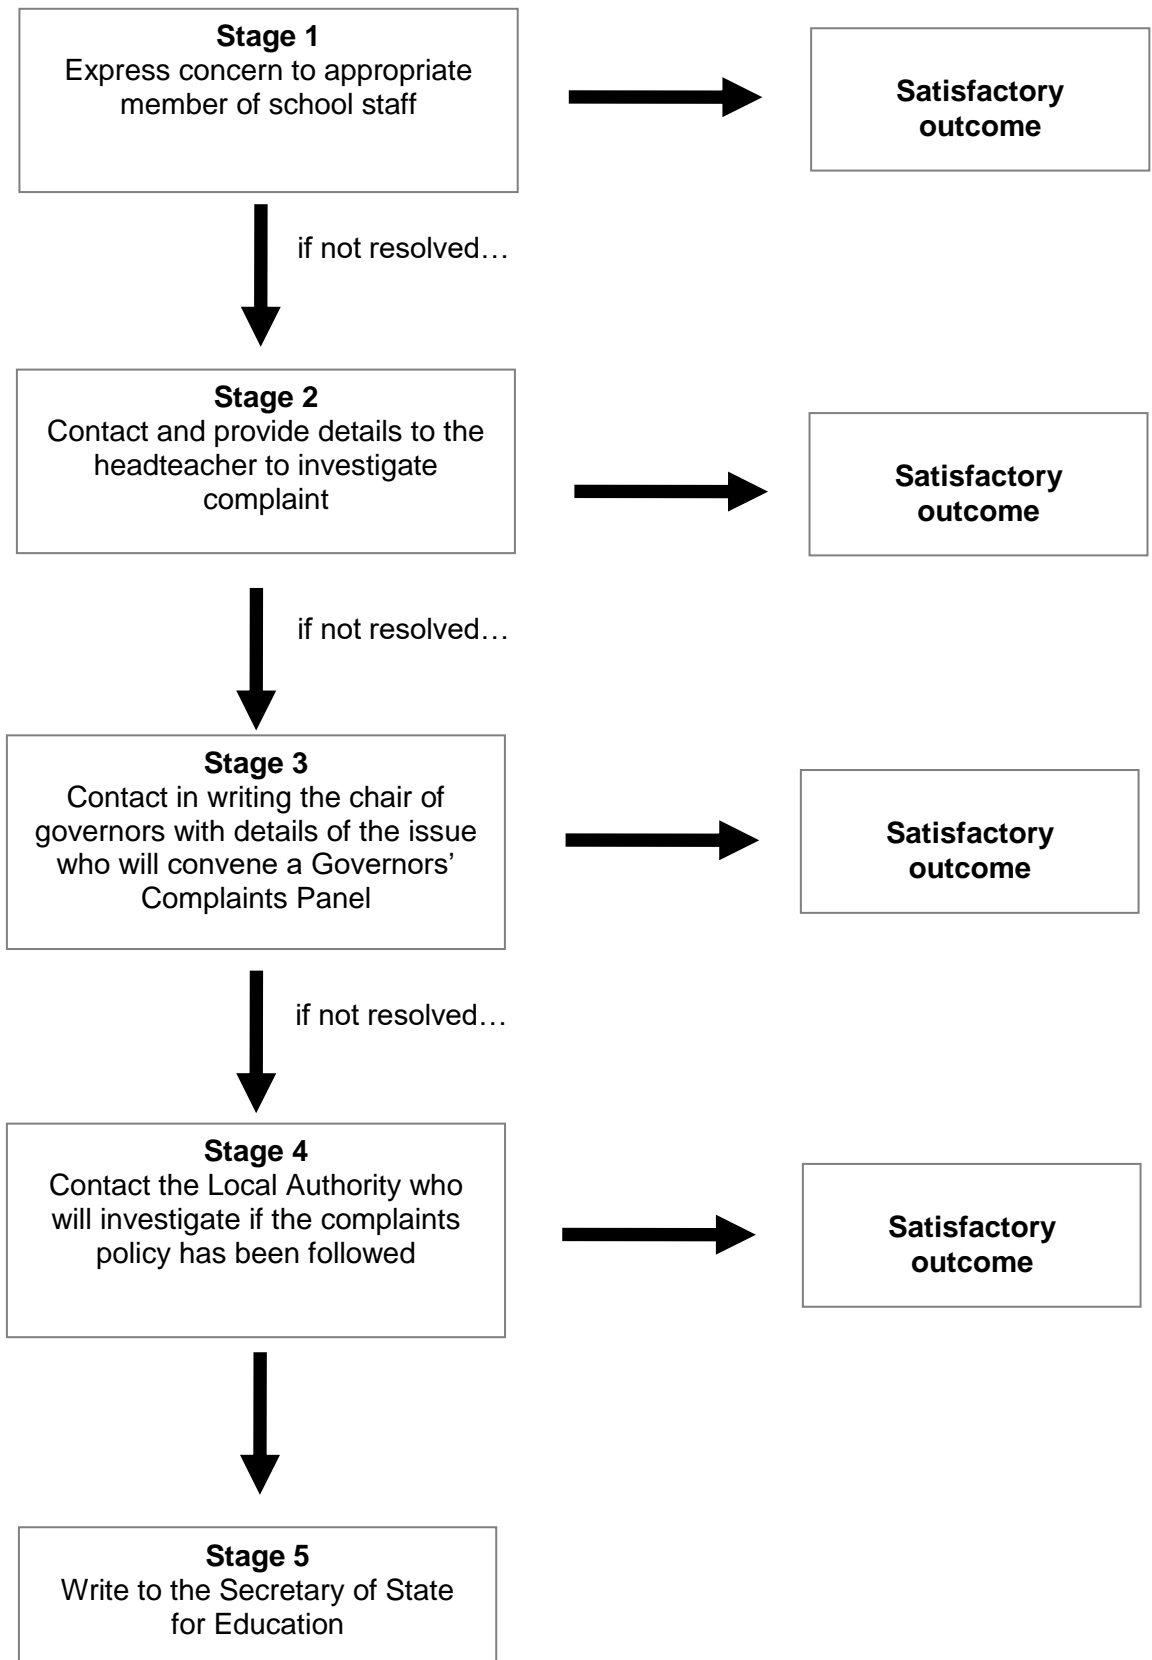 Stage 1
Express concern to appropriate
member of school staff
Satisfactory
outcome
if not resolved…
Stage 2
Contact and provide details to the
headteacher to investigate
complaint
Satisfactory
outcome
if not resolved…
Stage 3
Contact in writing the chair of
governors with details of the issue
who will convene a Governors’
Complaints Panel
Satisfactory
outcome
if not resolved…
Stage 4
Contact the Local Authority who
will investigate if the complaints
policy has been followed
Satisfactory
outcome
Stage 5
Write to the Secretary of State
for Education